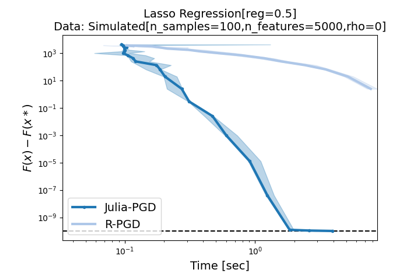 Lasso Regression[reg=0.5]
Data: Simulated[n_samples=100,n_features=5000,rho=0]
F(x) − F(x*)
10³
10¹
10⁻¹
10⁻³
10⁻⁵
10⁻⁷
10⁻⁹
Julia-PGD
R-PGD
10⁻¹
10⁰
Time [sec]